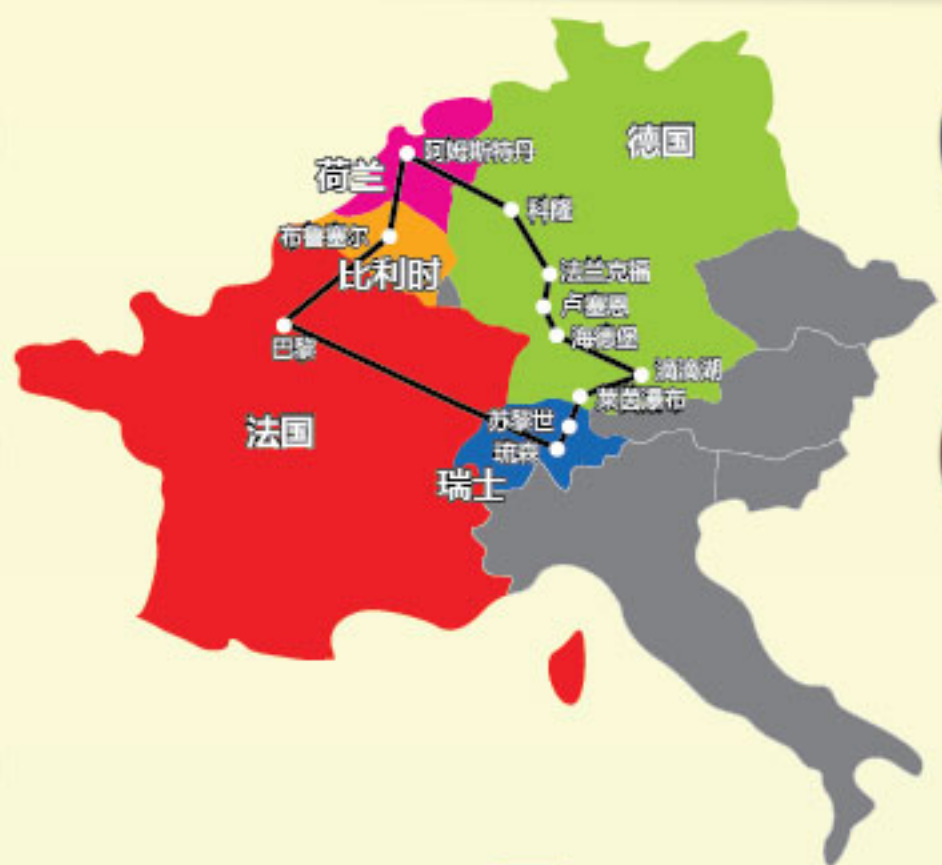 德国
阿姆斯特丹
荷兰
科隆
布鲁塞尔
比利时
法兰克福
卢塞恩
海德堡
巴黎
滴滴湖
莱茵瀑布
苏黎世
法国
琉森
瑞士